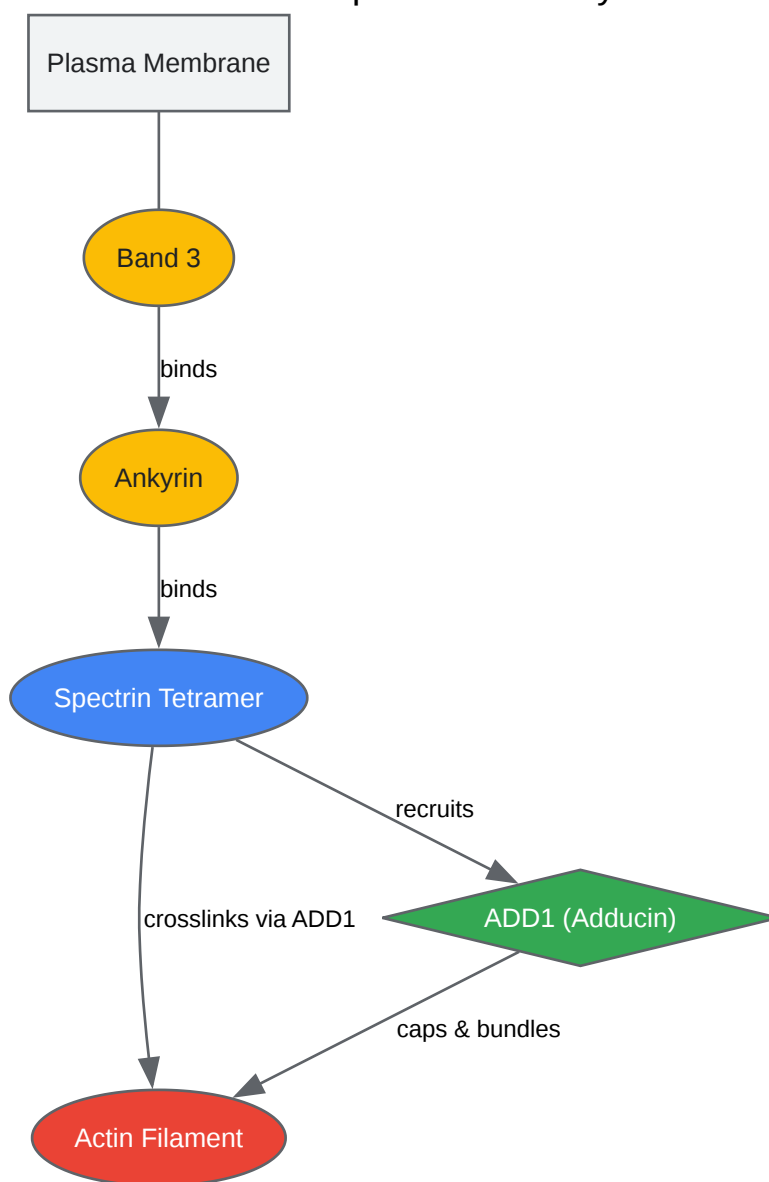 Plasma Membrane
Band 3
binds
Ankyrin
binds
Spectrin Tetramer
recruits
crosslinks via ADD1
ADD1 (Adducin)
caps & bundles
Actin Filament